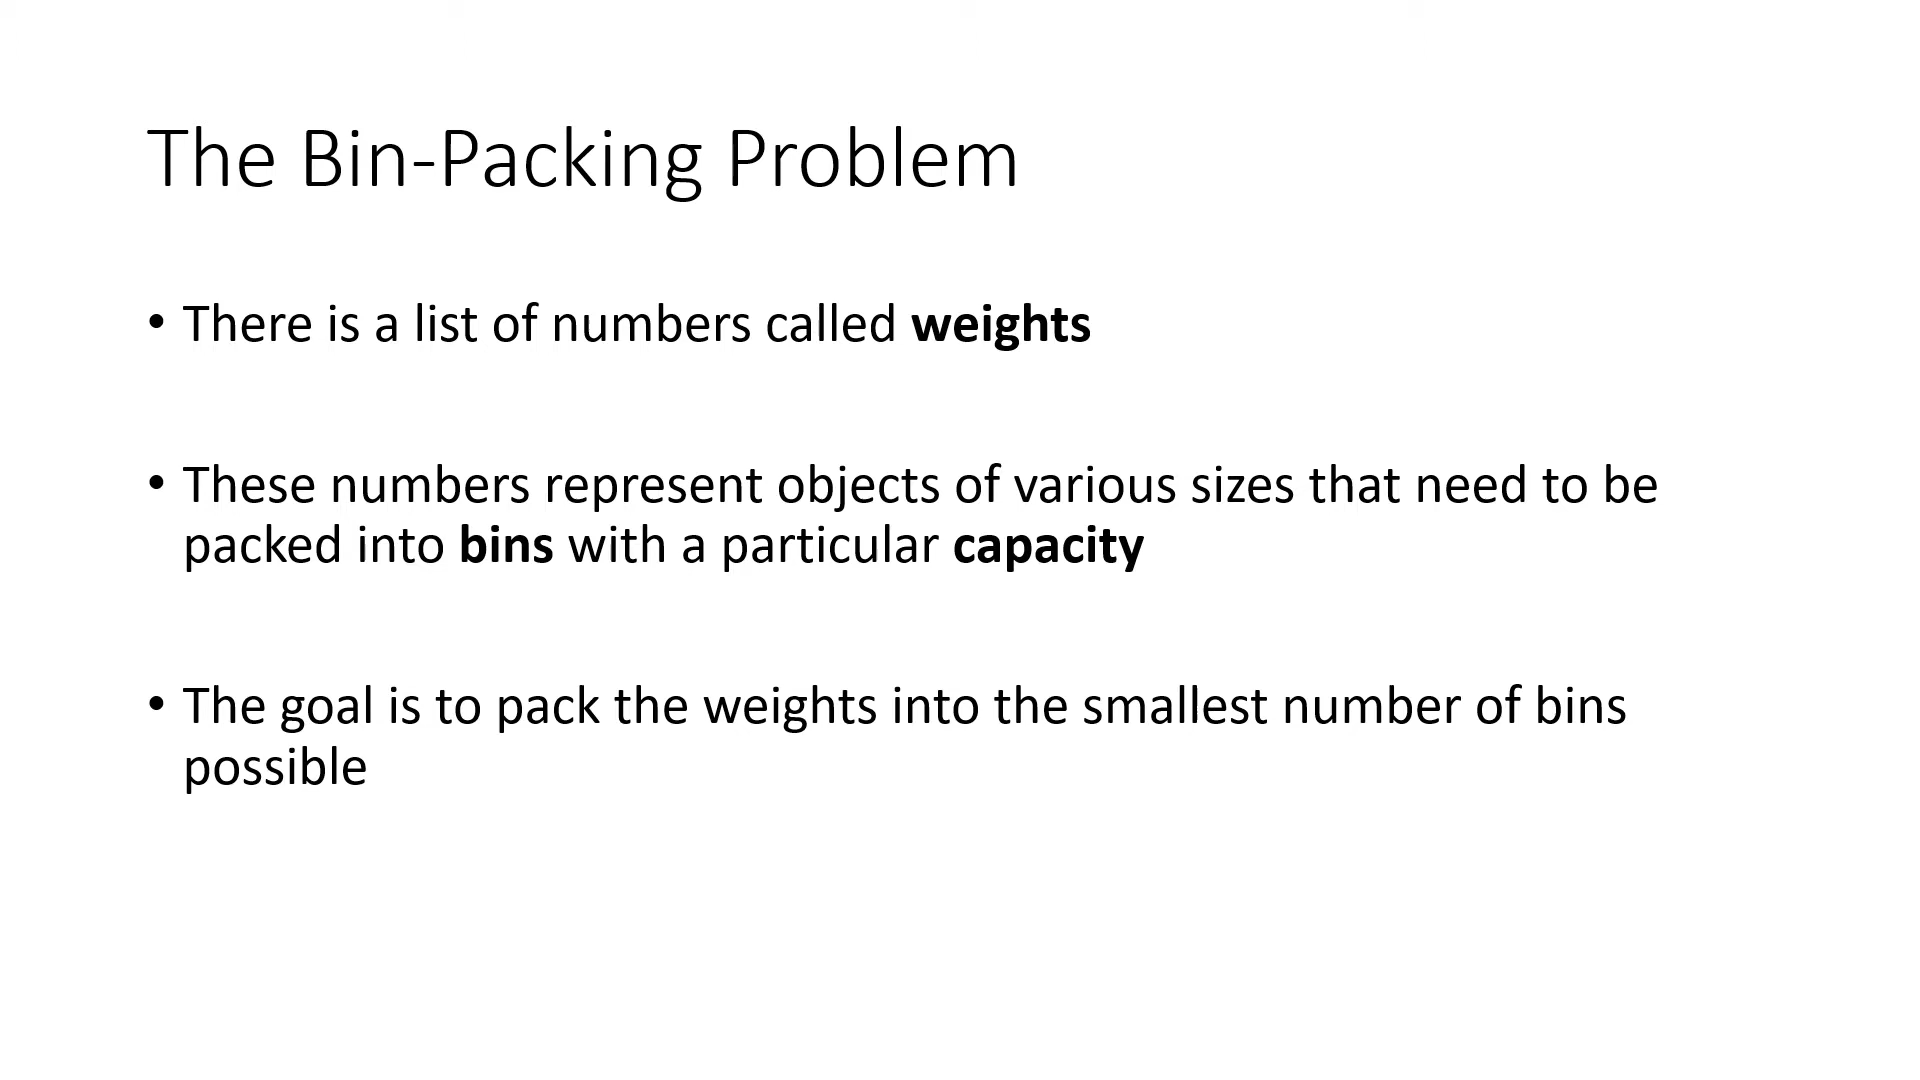 The Bin-Packing Problem
• There is a list of numbers called weights
• These numbers represent objects of various sizes that need to be
packed into bins with a particular capacity
• The goal is to pack the weights into the smallest number of bins
possible